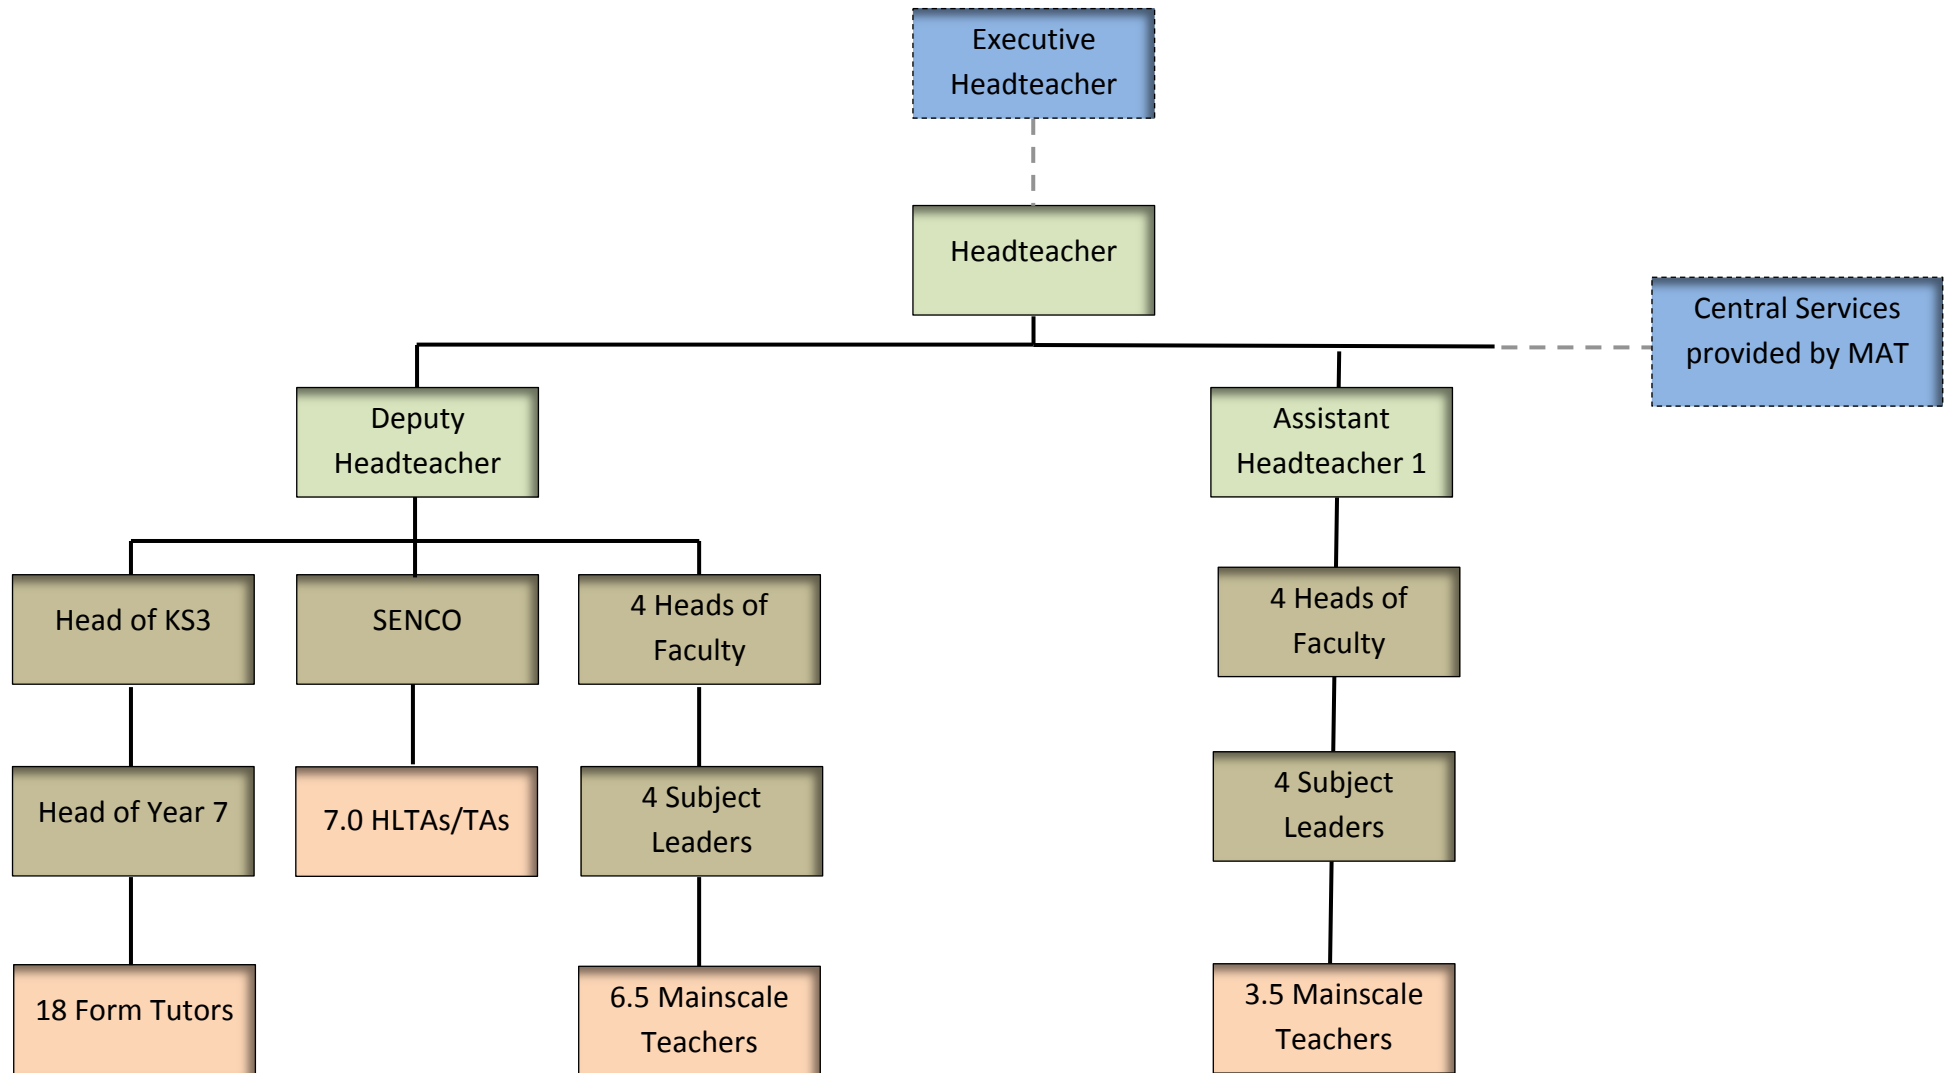 Executive
Headteacher
Headteacher
Central Services
provided by MAT
Deputy
Headteacher
Assistant
Headteacher 1
Head of KS3
SENCO
4 Heads of
Faculty
4 Heads of
Faculty
Head of Year 7
7.0 HLTAs/TAs
4 Subject
Leaders
4 Subject
Leaders
18 Form Tutors
6.5 Mainscale
Teachers
3.5 Mainscale
Teachers